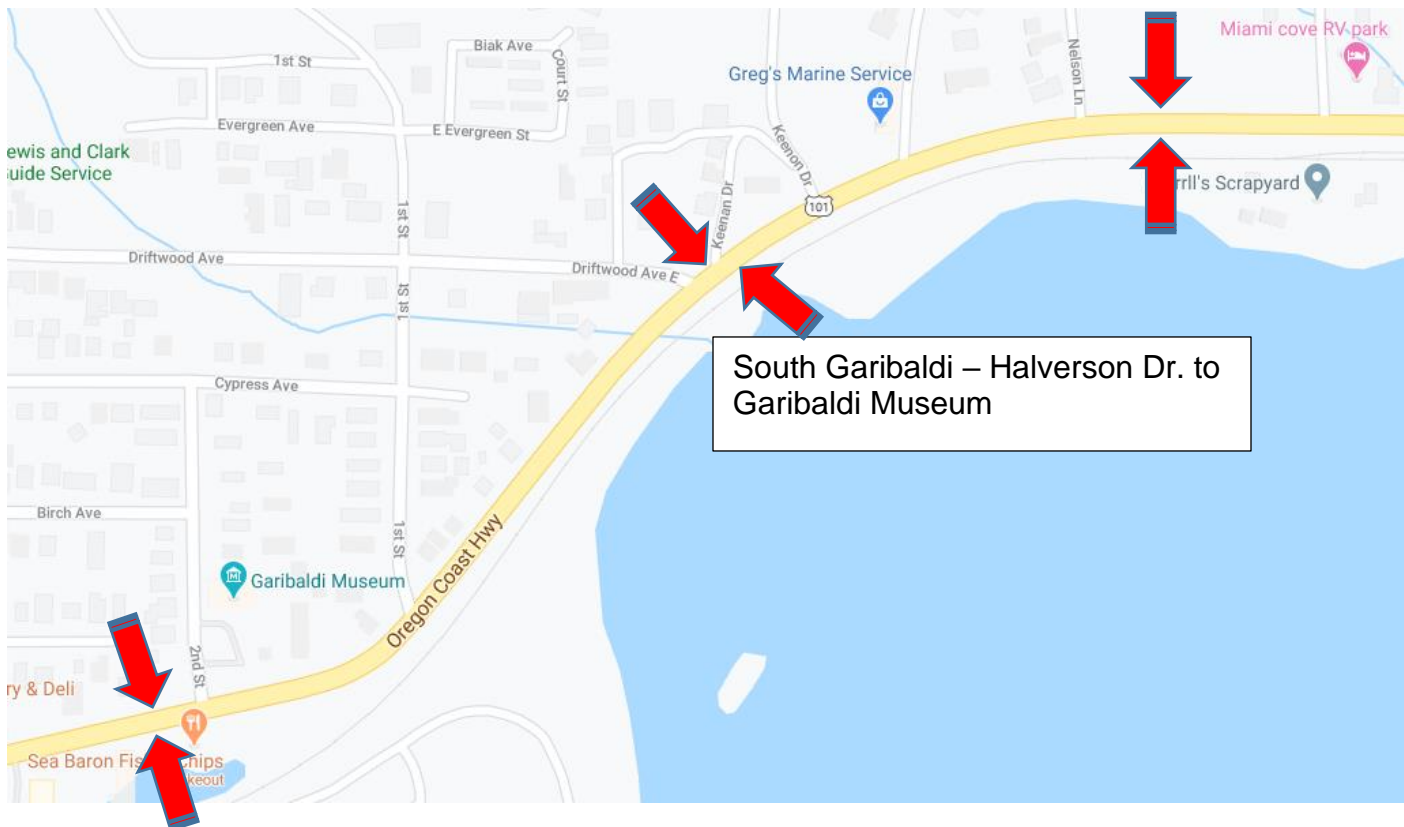 Miami cove RV park
Biak Ave
1st St
Court St
Nelson Ln
Greg's Marine Service
Evergreen Ave
E Evergreen St
Keenon Dr
ewis and Clark
uide Service
rrll's Scrapyard
1st St
Keenan Dr
101
Driftwood Ave
Driftwood Ave E
1st St
South Garibaldi – Halverson Dr. to
Garibaldi Museum
Cypress Ave
Birch Ave
1st St
Oregon Coast Hwy
Garibaldi Museum
2nd St
ry & Deli
Sea Baron Fis hips
keout